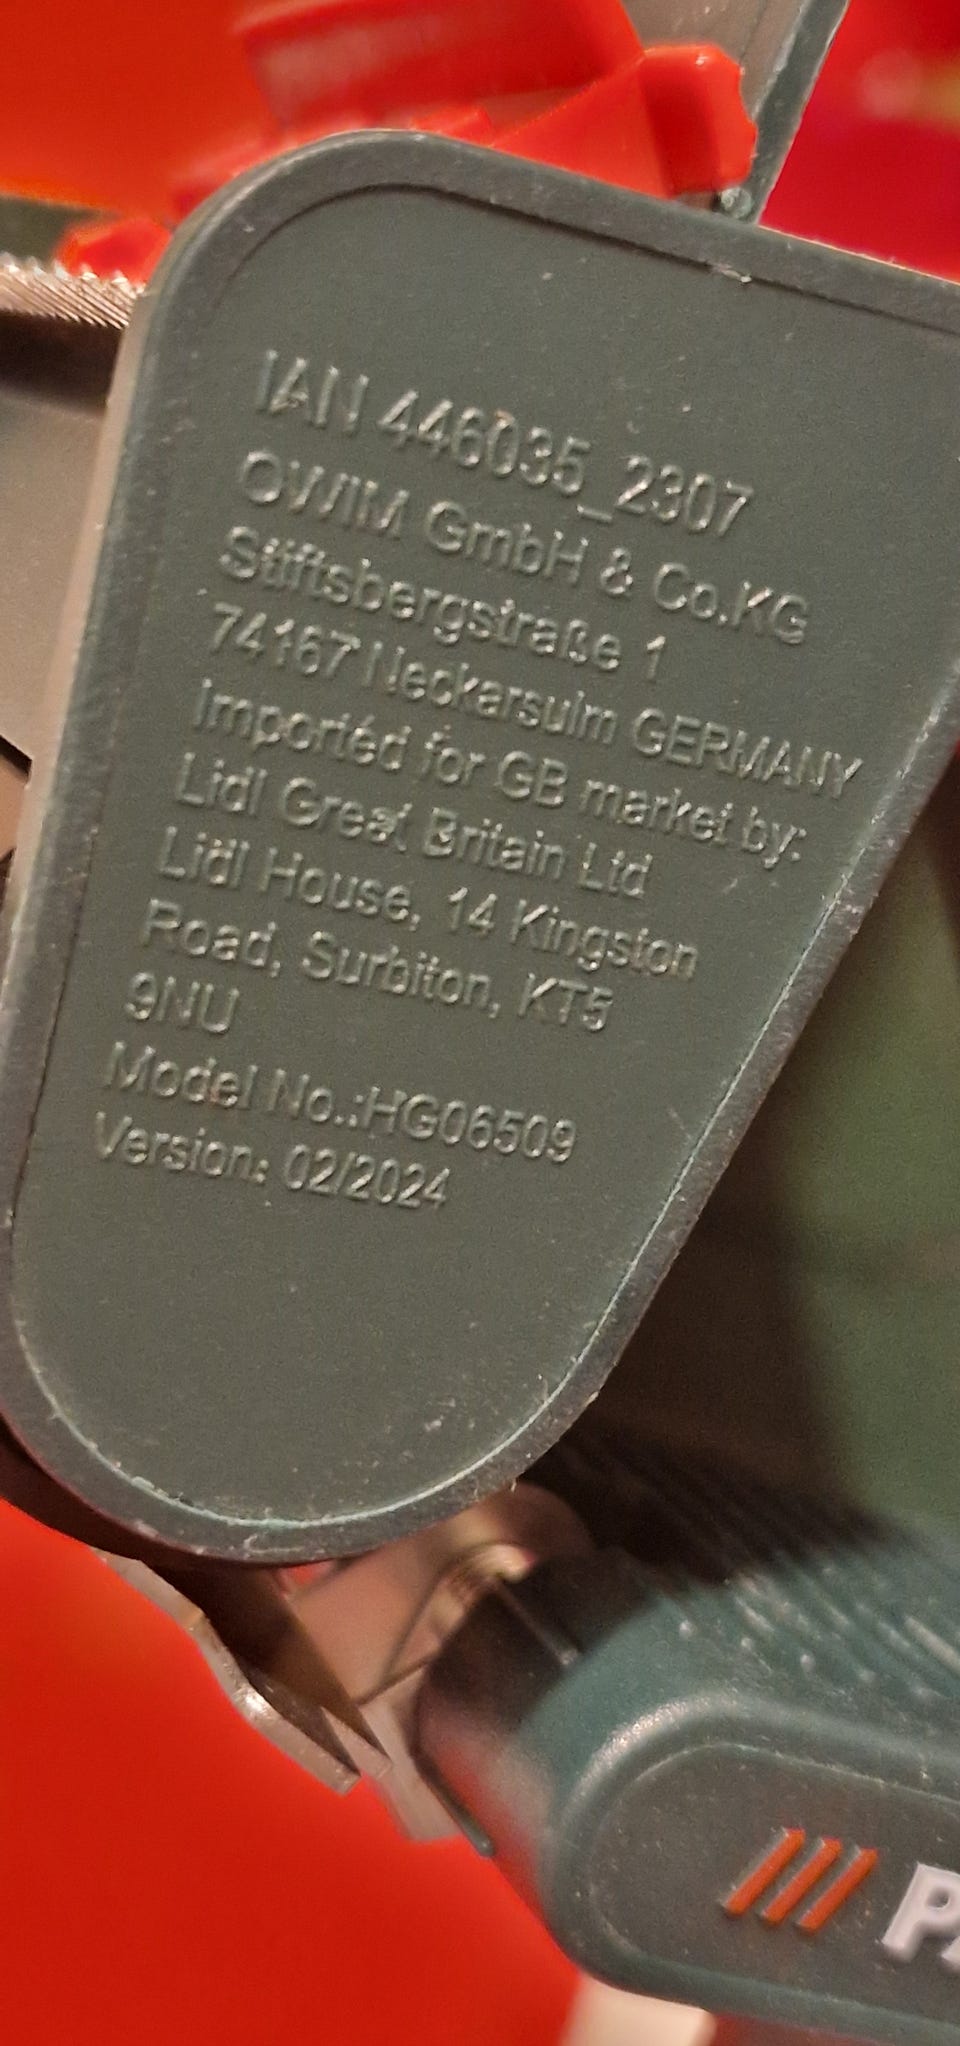 IAN 446035_2307
OWIM GmbH & Co.KG
Stiftsbergstraße 1
74167 Neckarsulm GERMANY
Imported for GB market by:
Lidl Great Britain Ltd
Lidl House, 14 Kingston
Road, Surbiton, KT5
9NU
Model No.:HG06509
Version: 02/2024